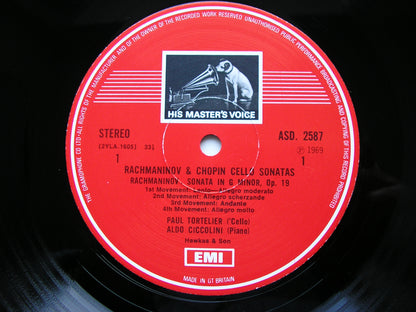 THE GRAMOPHONE CO. LTD. ALL RIGHTS OF THE MANUFACTURER AND OF THE OWNER OF THE RECORDED WORK RESERVED UNAUTHORISED PUBLIC PERFORMANCE BROADCASTING AND COPYING OF THIS RECORD PROHIBITED
HIS MASTER'S VOICE
STEREO
ASD. 2587
(2YLA.1605) 33⅓
Ⓟ 1969
1
1
RACHMANINOV & CHOPIN CELLO SONATAS
RACHMANINOV: SONATA IN G MINOR, Op. 19
1st Movement: Lento—Allegro moderato
2nd Movement: Allegro scherzando
3rd Movement: Andante
4th Movement: Allegro molto
PAUL TORTELIER (Cello)
ALDO CICCOLINI (Piano)
Hawkes & Son
EMI
MADE IN GT BRITAIN